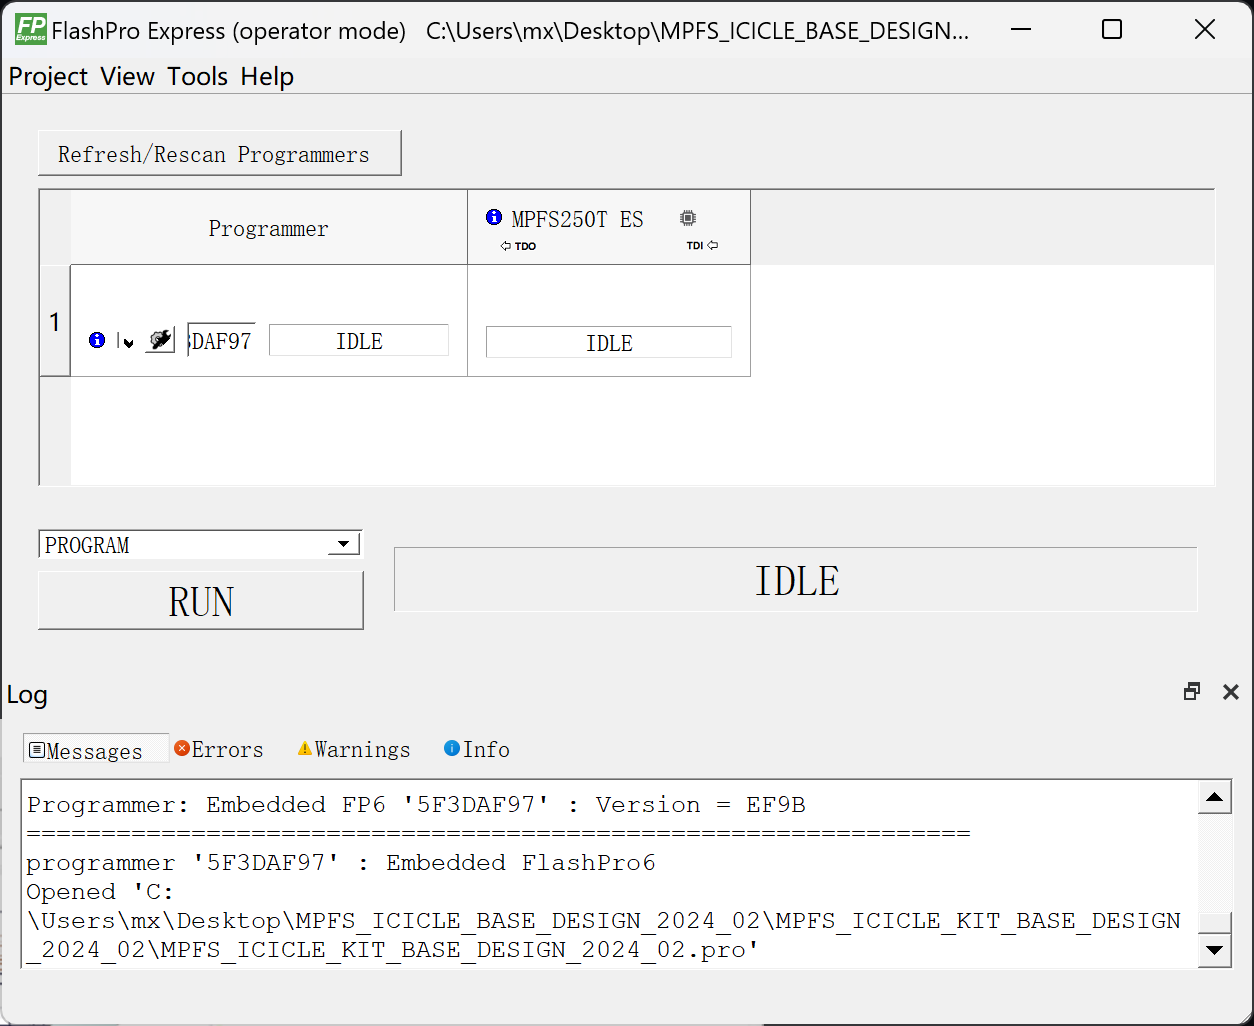 FP Express FlashPro Express (operator mode) C:\Users\mx\Desktop\MPFS_ICICLE_BASE_DESIGN...
Project View Tools Help
Refresh/Rescan Programmers
Programmer
MPFS250T ES
TDO
TDI
1
DAF97
IDLE
IDLE
PROGRAM
RUN
IDLE
Log
Messages Errors Warnings Info
Programmer: Embedded FP6 '5F3DAF97' : Version = EF9B
===============================================================
programmer '5F3DAF97' : Embedded FlashPro6
Opened 'C:
\Users\mx\Desktop\MPFS_ICICLE_BASE_DESIGN_2024_02\MPFS_ICICLE_KIT_BASE_DESIGN
_2024_02\MPFS_ICICLE_KIT_BASE_DESIGN_2024_02.pro'